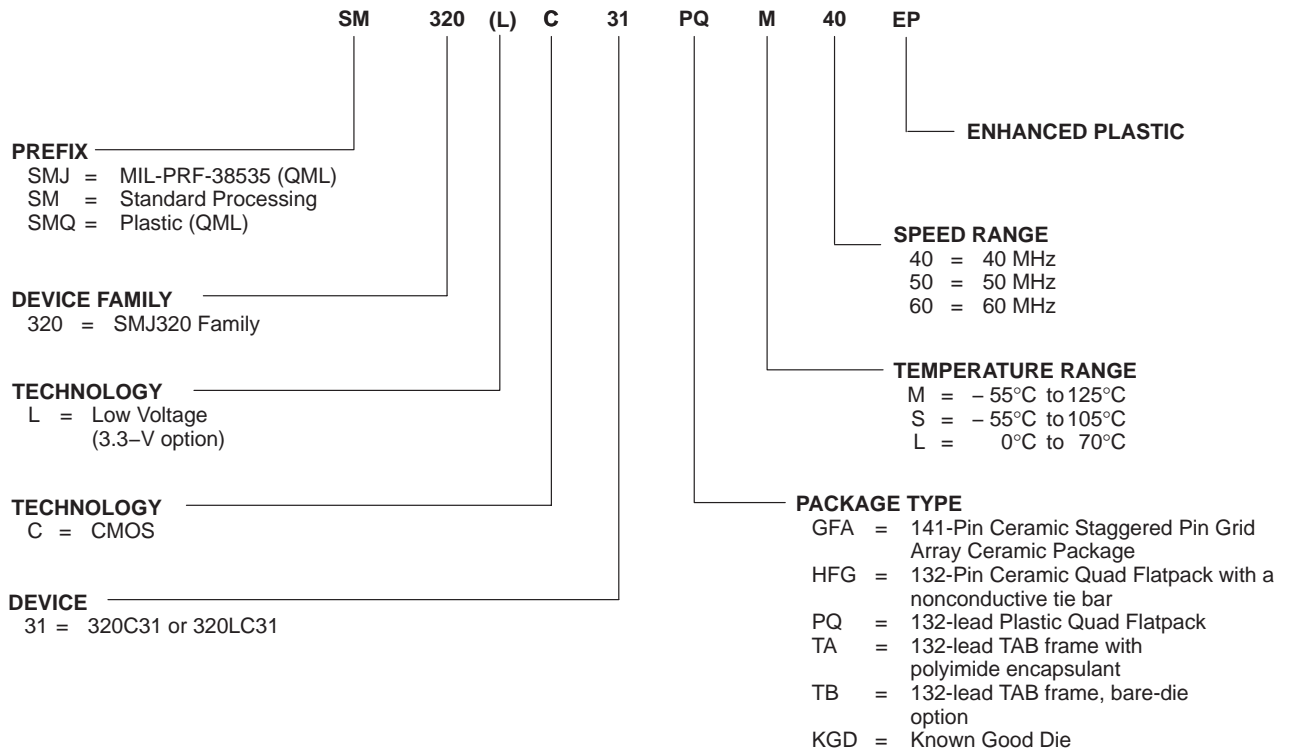 SM 320 (L) C 31 PQ M 40 EP
ENHANCED PLASTIC
PREFIX
SMJ = MIL-PRF-38535 (QML)
SM = Standard Processing
SMQ = Plastic (QML)
SPEED RANGE
40 = 40 MHz
50 = 50 MHz
60 = 60 MHz
DEVICE FAMILY
320 = SMJ320 Family
TEMPERATURE RANGE
M = – 55°C to 125°C
S = – 55°C to 105°C
L = 0°C to 70°C
TECHNOLOGY
L = Low Voltage
(3.3–V option)
TECHNOLOGY
C = CMOS
PACKAGE TYPE
GFA = 141-Pin Ceramic Staggered Pin Grid
Array Ceramic Package
HFG = 132-Pin Ceramic Quad Flatpack with a
nonconductive tie bar
PQ = 132-lead Plastic Quad Flatpack
TA = 132-lead TAB frame with
polyimide encapsulant
TB = 132-lead TAB frame, bare-die
option
KGD = Known Good Die
DEVICE
31 = 320C31 or 320LC31